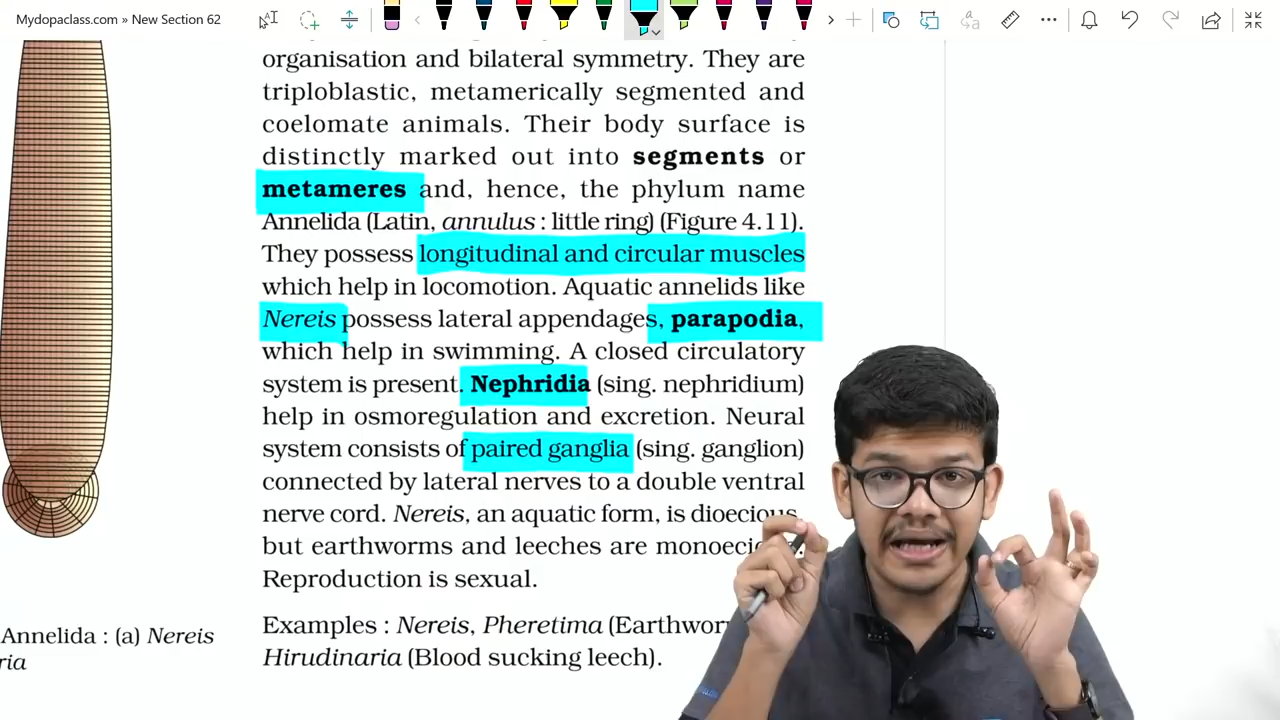 Mydopaclass.com » New Section 62
organisation and bilateral symmetry. They are
triploblastic, metamerically segmented and
coelomate animals. Their body surface is
distinctly marked out into segments or
metameres and, hence, the phylum name
Annelida (Latin, annulus : little ring) (Figure 4.11).
They possess longitudinal and circular muscles
which help in locomotion. Aquatic annelids like
Nereis possess lateral appendages, parapodia,
which help in swimming. A closed circulatory
system is present. Nephridia (sing. nephridium)
help in osmoregulation and excretion. Neural
system consists of paired ganglia (sing. ganglion)
connected by lateral nerves to a double ventral
nerve cord. Nereis, an aquatic form, is dioecious,
but earthworms and leeches are
Reproduction is sexual.
Examples : Nereis, Pheretima
Hirudinaria (Blood sucking leech).
Annelida : (a) Nereis